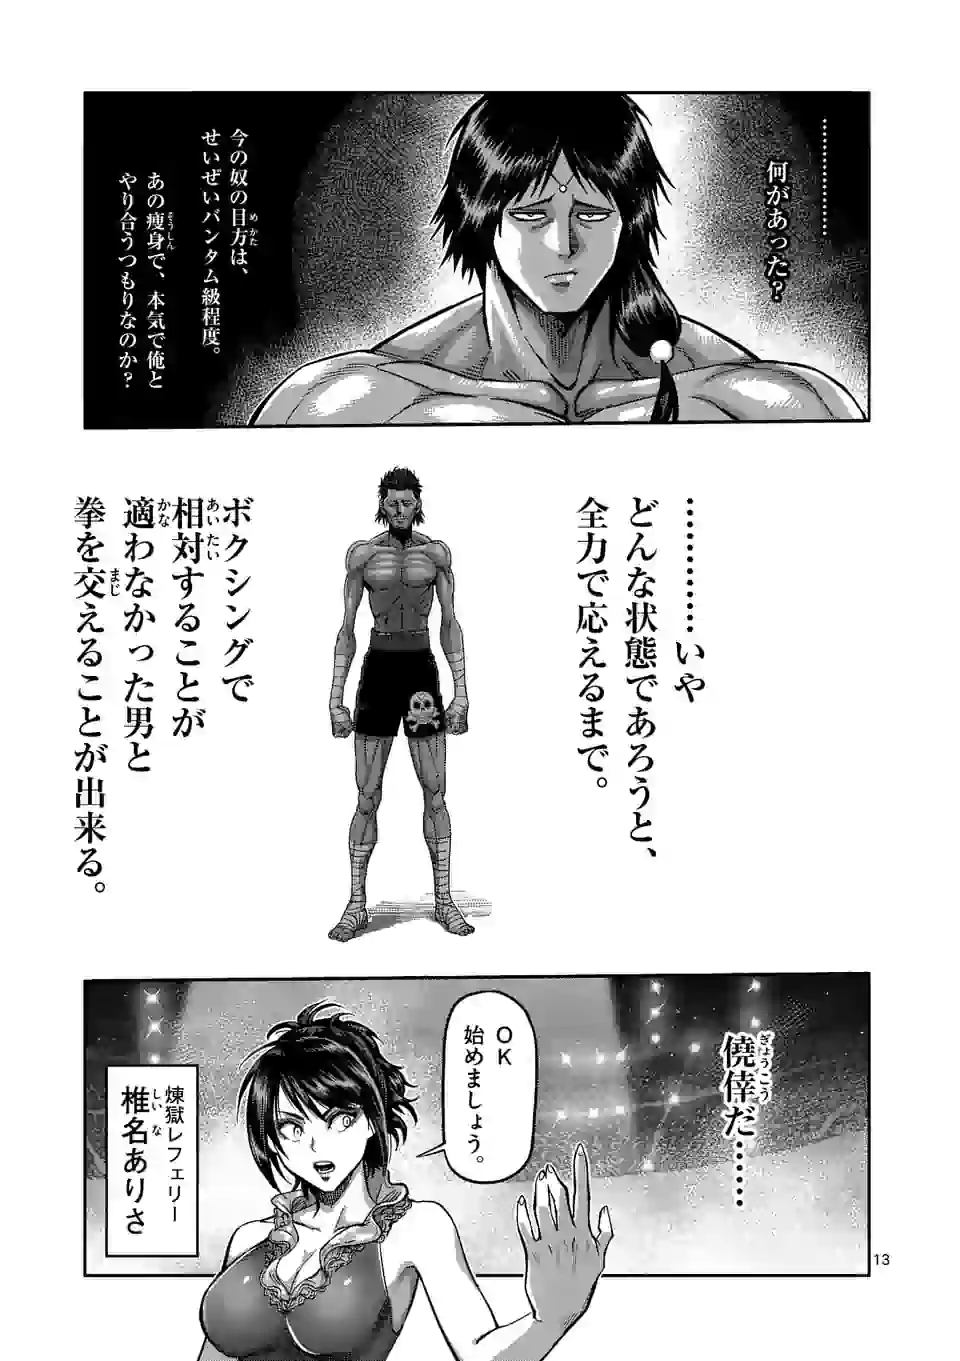 ………………
何があった？
今の奴の目方は、
せいぜいバンタム級程度。
あの痩身で、本気で俺と
やり合うつもりなのか？
…………いや
どんな状態であろうと、
全力で応えるまで。
ボクシングで
相対することが
適わなかった男と
拳を交えることが出来る。
僥倖だ……
OK
始めましょう。
煉獄レフェリー
椎名ありさ
13